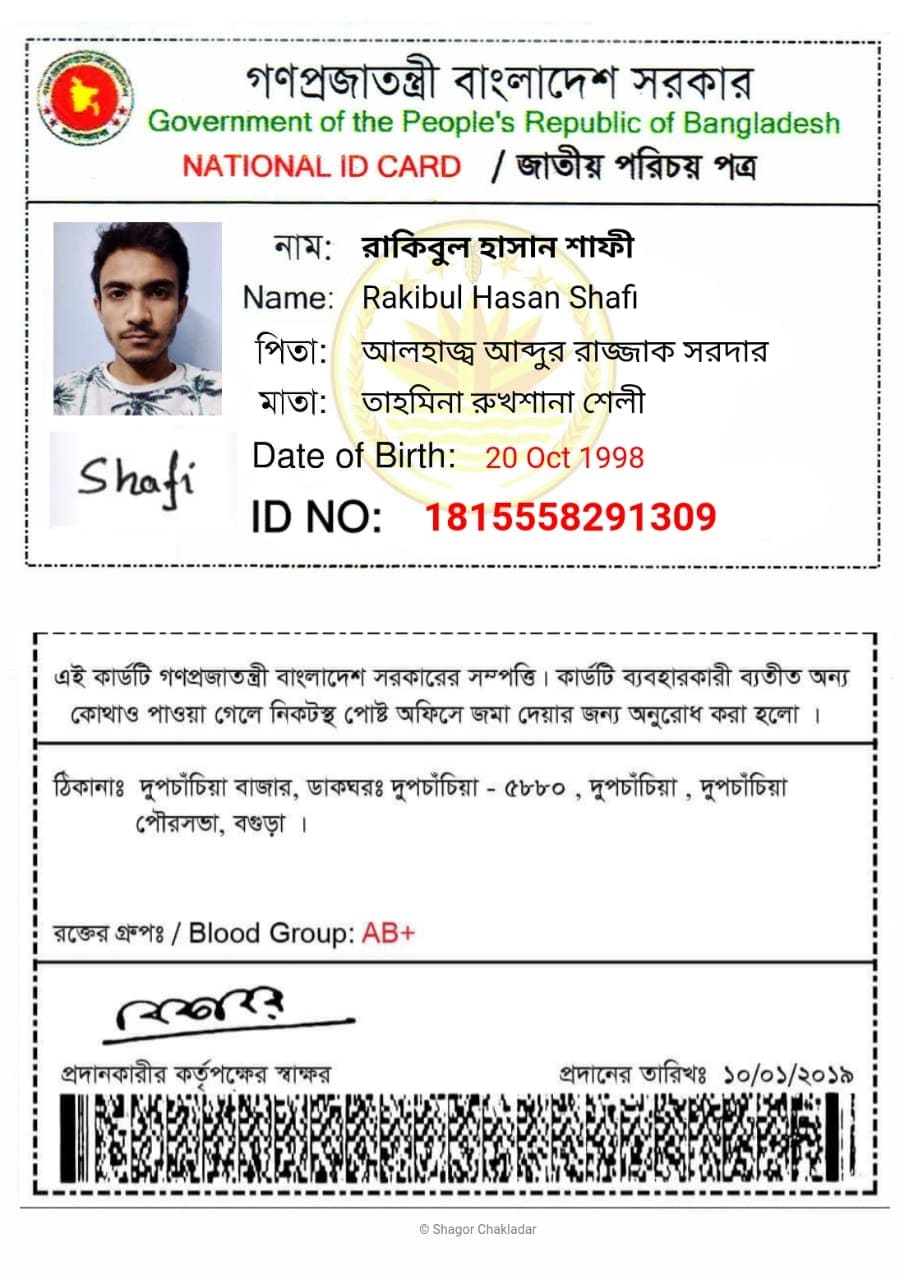 গণপ্রজাতন্ত্রী বাংলাদেশ সরকার
Government of the People's Republic of Bangladesh
NATIONAL ID CARD / জাতীয় পরিচয় পত্র
নাম: রাকিবুল হাসান শাফী
Name: Rakibul Hasan Shafi
পিতা: আলহাজ্ব আব্দুর রাজ্জাক সরদার
মাতা: তাহমিনা রুখশানা শেলী
Date of Birth: 20 Oct 1998
Shafi
ID NO: 1815558291309
এই কার্ডটি গণপ্রজাতন্ত্রী বাংলাদেশ সরকারের সম্পত্তি। কার্ডটি ব্যবহারকারী ব্যতীত অন্য
কোথাও পাওয়া গেলে নিকটস্থ পোষ্ট অফিসে জমা দেয়ার জন্য অনুরোধ করা হলো ।
ঠিকানাঃ দুপচাঁচিয়া বাজার, ডাকঘরঃ দুপচাঁচিয়া - ৫৮৮০ , দুপচাঁচিয়া , দুপচাঁচিয়া
পৌরসভা, বগুড়া ।
রক্তের গ্রুপঃ / Blood Group: AB+
প্রদানকারীর কর্তৃপক্ষের স্বাক্ষর
প্রদানের তারিখঃ ১০/০১/২০১৯
© Shagor Chakladar